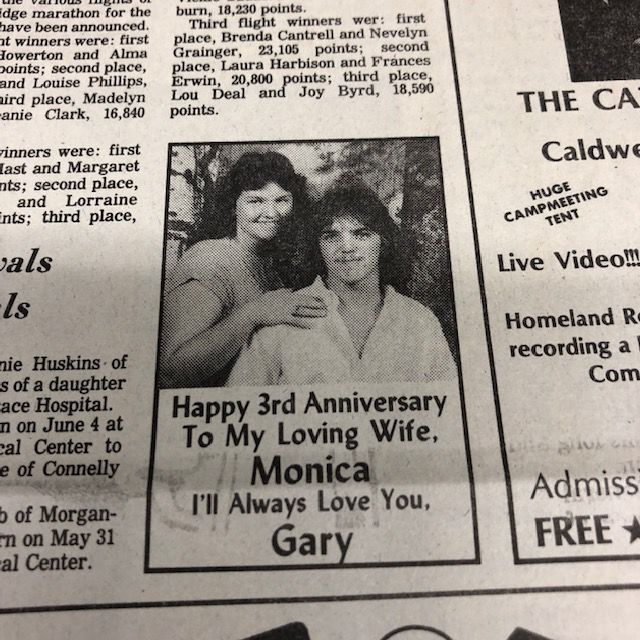 idge marathon for the
have been announced.
nt winners were: first
Howerton and Alma
points; second place,
and Louise Phillips,
hird place, Madelyn
anie Clark, 16,840
winners were: first
and Margaret
nts; second place,
and Lorraine
ints; third place,
vals
ls
nie Huskins of
s of a daughter
ace Hospital.
n on June 4 at
cal Center to
e of Connelly
b of Morgan-
rn on May 31
al Center.
burn, 18,230 points.
Third flight winners wer: first
place, Brenda Cantrell and Nevelyn
Grainger, 23,105 points; second
place, Laura Harbison and Frances
Erwin, 20,800 points; third place,
Lou Deal and Joy Byrd, 18,590
points.
Happy 3rd Anniversary
To My Loving Wife,
Monica
I'll Always Love You,
Gary
THE CA
Caldwe
HUGE
CAMPMEETING
TENT
Live Video!!!
Homeland R
recording a
Com
Admiss
FREE ★